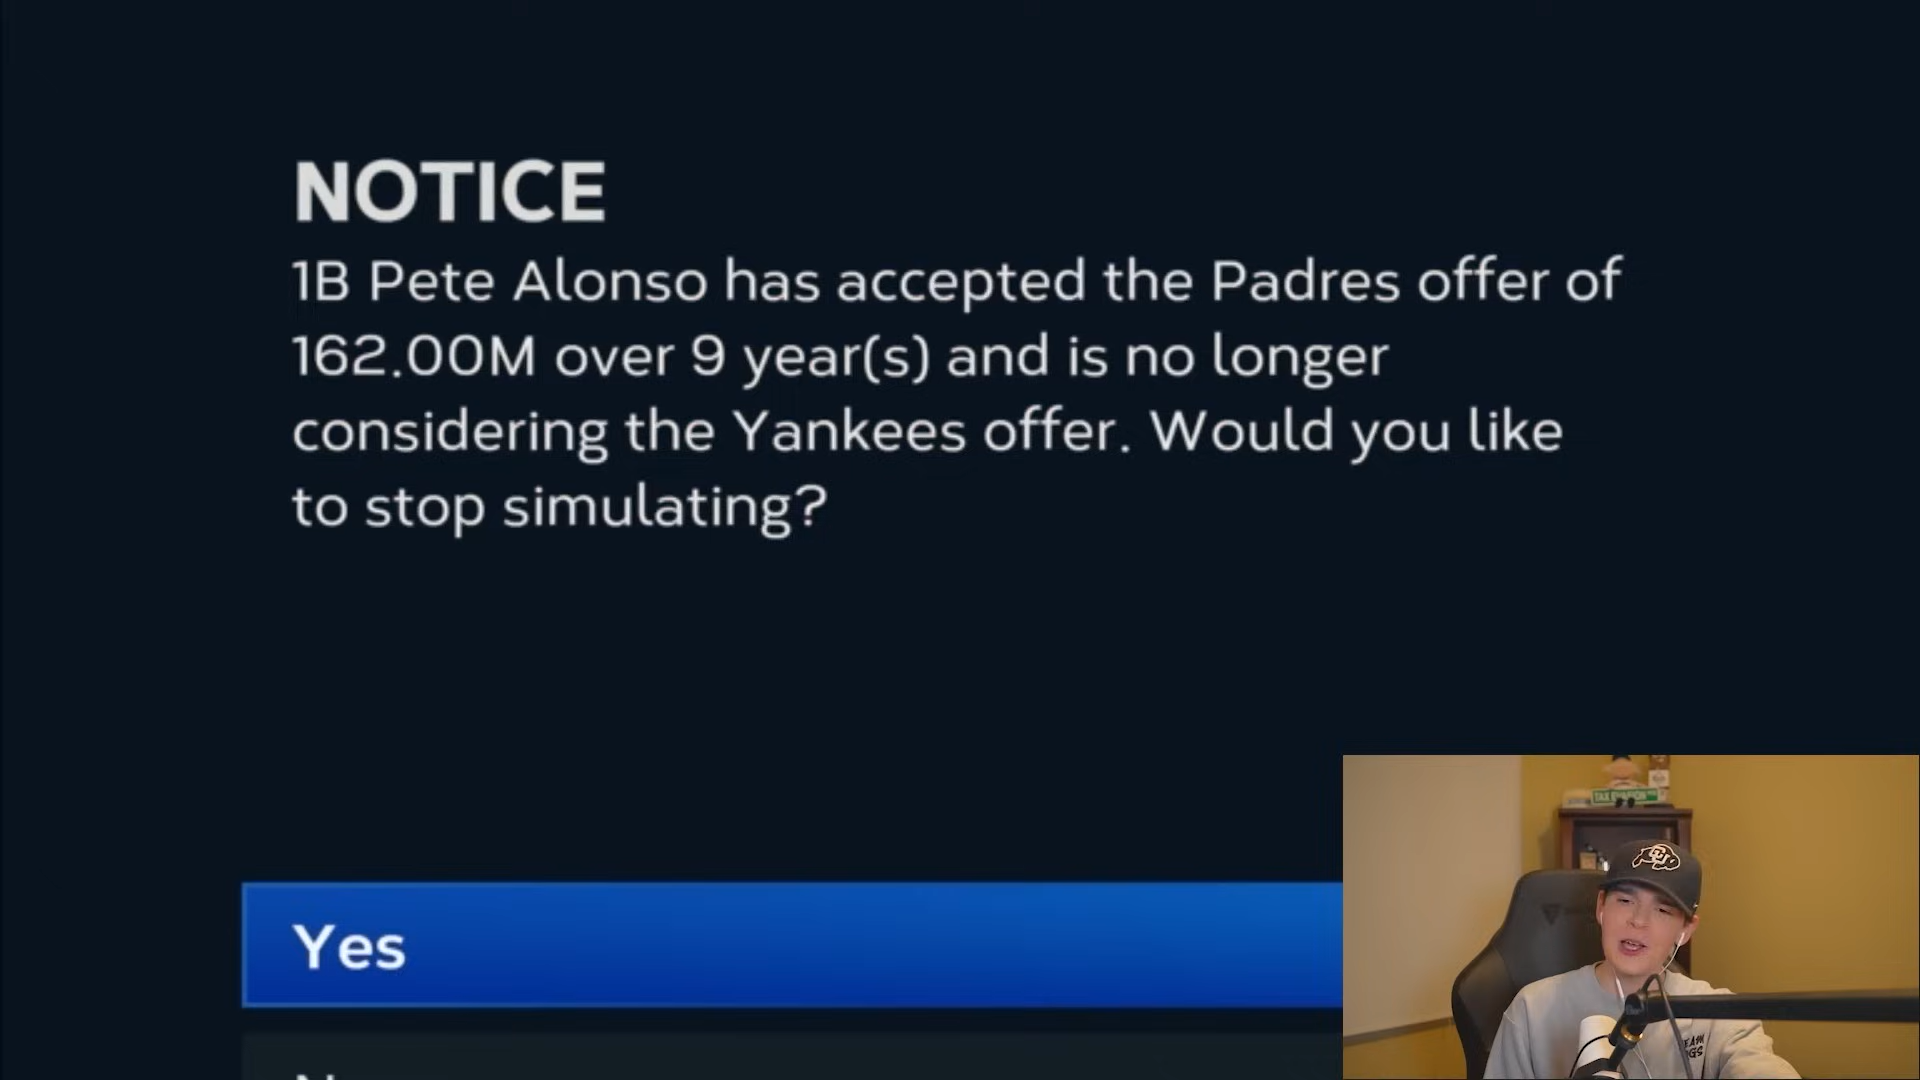 NOTICE
1B Pete Alonso has accepted the Padres offer of
162.00M over 9 year(s) and is no longer
considering the Yankees offer. Would you like
to stop simulating?
Yes
CU